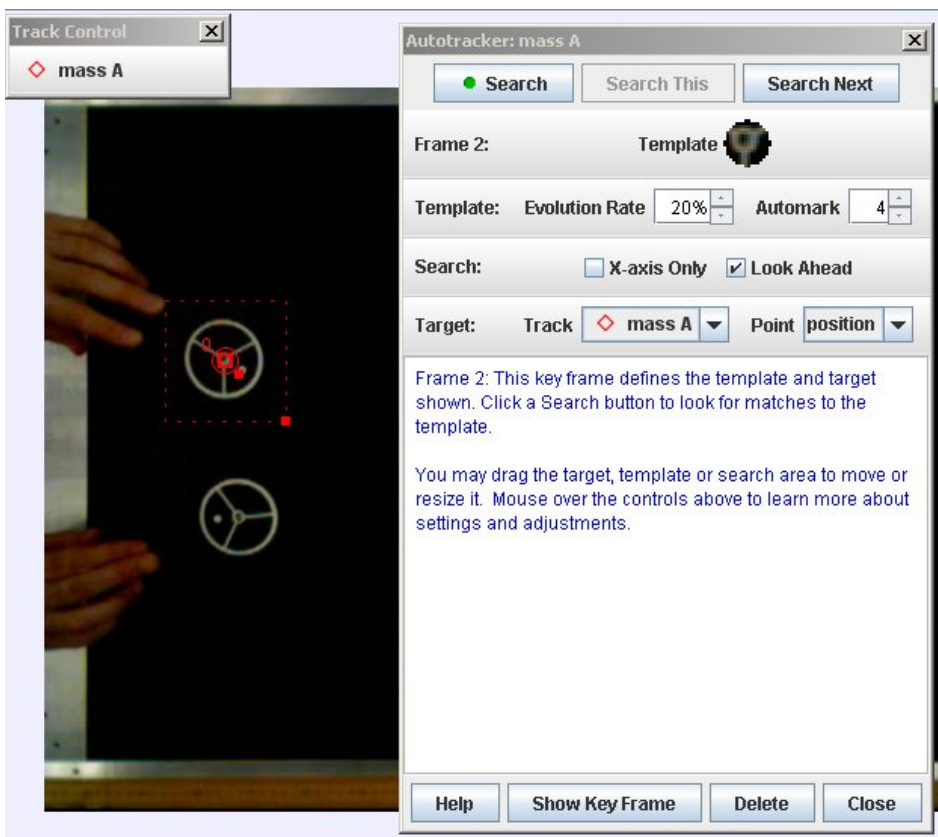 Track Control
mass A
Autotracker: mass A
Search Search This Search Next
Frame 2: Template
Template: Evolution Rate 20% Automark 4
Search: X-axis Only Look Ahead
Target: Track mass A Point position
Frame 2: This key frame defines the template and target
shown. Click a Search button to look for matches to the
template.
You may drag the target, template or search area to move or
resize it. Mouse over the controls above to learn more about
settings and adjustments.
0
Help Show Key Frame Delete Close